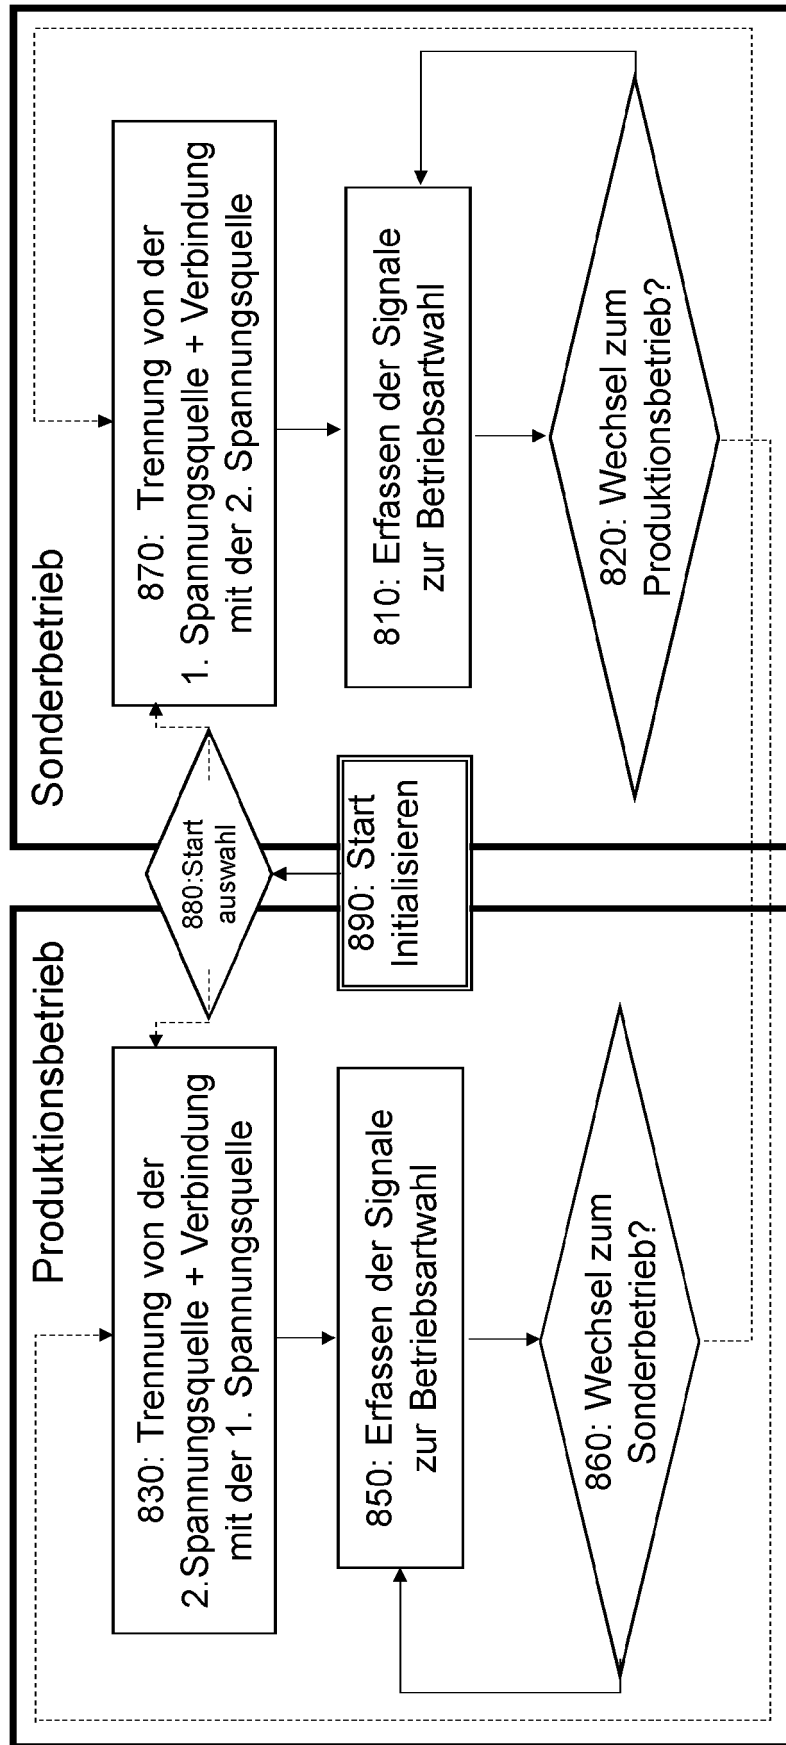 Produktionsbetrieb
830: Trennung von der
2.Spannungsquelle + Verbindung
mit der 1. Spannungsquelle
850: Erfassen der Signale
zur Betriebsartwahl
860: Wechsel zum
Sonderbetrieb?
880:Start
auswahl
890: Start
Initialisieren
Sonderbetrieb
870: Trennung von der
1. Spannungsquelle + Verbindung
mit der 2. Spannungsquelle
810: Erfassen der Signale
zur Betriebsartwahl
820: Wechsel zum
Produktionsbetrieb?